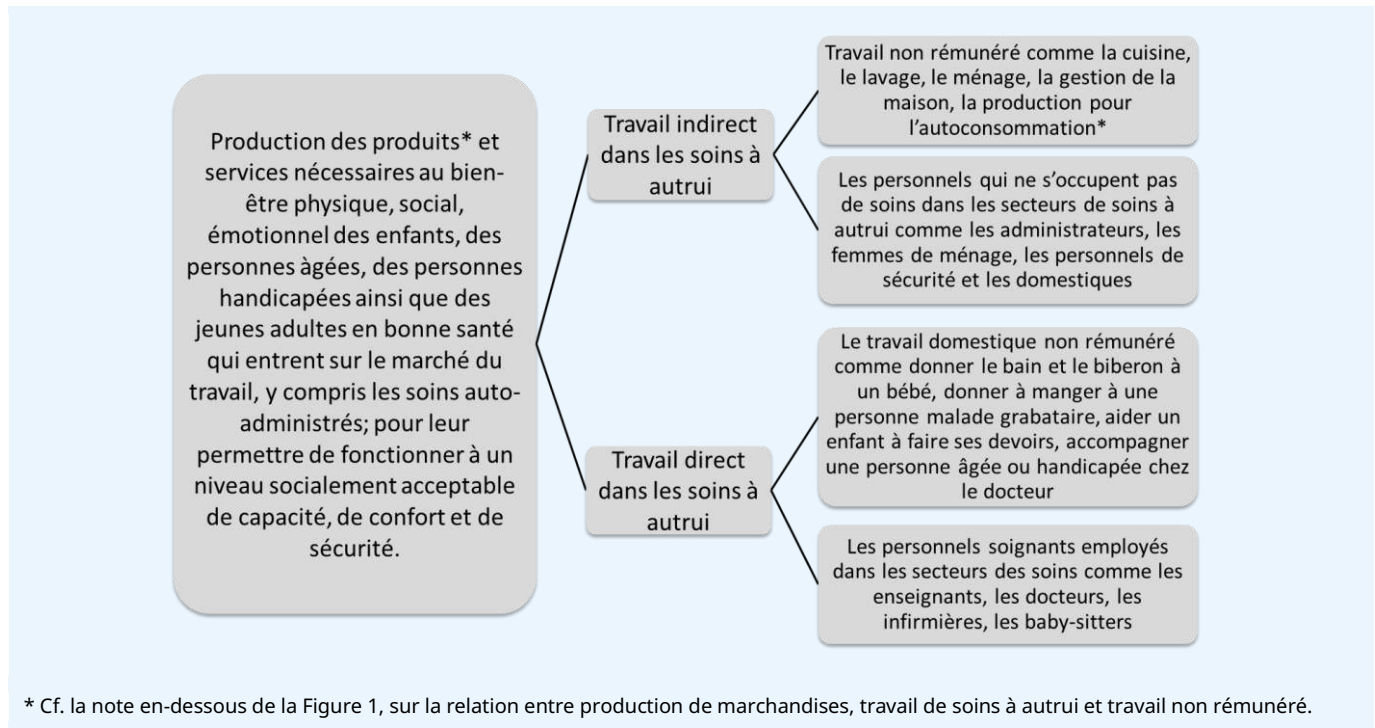 Production des produits* et
services nécessaires au bien-
être physique, social,
émotionnel des enfants, des
personnes àgées, des personnes
handicapées ainsi que des
jeunes adultes en bonne santé
qui entrent sur le marché du
travail, y compris les soins auto-
administrés; pour leur
permettre de fonctionner à un
niveau socialement acceptable
de capacité, de confort et de
sécurité.
Travail indirect
dans les soins à
autrui
Travail non rémunéré comme la cuisine,
le lavage, le ménage, la gestion de la
maison, la production pour
l'autoconsommation*
Les personnels qui ne s'occupent pas
de soins dans les secteurs de soins à
autrui comme les administrateurs, les
femmes de ménage, les personnels de
sécurité et les domestiques
Travail direct
dans les soins à
autrui
Le travail domestique non rémunéré
comme donner le bain et le biberon à
un bébé, donner à manger à une
personne malade grabataire, aider un
enfant à faire ses devoirs, accompagner
une personne âgée ou handicapée chez
le docteur
Les personnels soignants employés
dans les secteurs des soins comme les
enseignants, les docteurs, les
infirmières, les baby-sitters
* Cf. la note en-dessous de la Figure 1, sur la relation entre production de marchandises, travail de soins à autrui et travail non rémunéré.